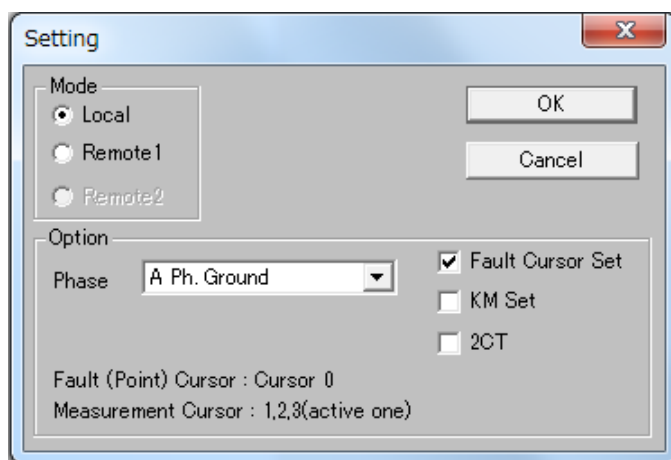 Setting
Mode
Local
OK
Remote1
Cancel
Remote2
Option
Phase
A Ph. Ground
Fault Cursor Set
KM Set
2CT
Fault (Point) Cursor : Cursor 0
Measurement Cursor : 1,2,3(active one)